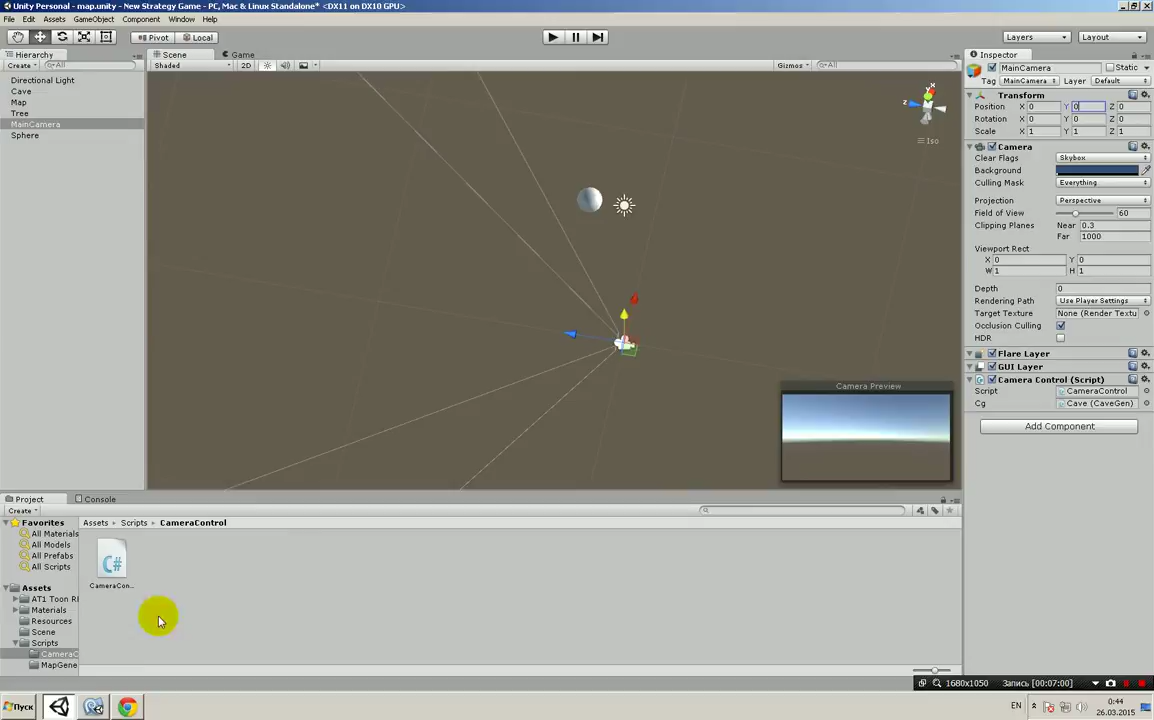 Unity Personal - map.unity - New Strategy Game - PC, Mac & Linux Standalone* <DX11 on DX10 GPU>
File Edit Assets GameObject Component Window Help
Pivot Local Layers Layout
Hierarchy Scene Game Inspector
Create All Shaded 2D Gizmos All
MainCamera Static
Tag MainCamera Layer Default
Directional Light
Cave
Map
Tree
MainCamera
Sphere
y
x
z
Iso
Transform
Position X 0 Y 0 Z 0
Rotation X 0 Y 0 Z 0
Scale X 1 Y 1 Z 1
Camera
Clear Flags Skybox
Background
Culling Mask Everything
Projection Perspective
Field of View 60
Clipping Planes Near 0.3
Far 1000
Viewport Rect
X 0 Y 0
W 1 H 1
Depth 0
Rendering Path Use Player Settings
Target Texture None (Render Textu
Occlusion Culling
HDR
Flare Layer
GUI Layer
Camera Control (Script)
Script CameraControl
Cg Cave (CaveGen)
Add Component
Camera Preview
Project Console
Create
Favorites
All Materials
All Models
All Prefabs
All Scripts
Assets
AT1 Toon R
Materials
Resources
Scene
Scripts
CameraC
MapGene
Assets Scripts CameraControl
C#
CameraCon...
1680x1050 Запись [00:07:00]
Пуск
EN
0:44
26.03.2015